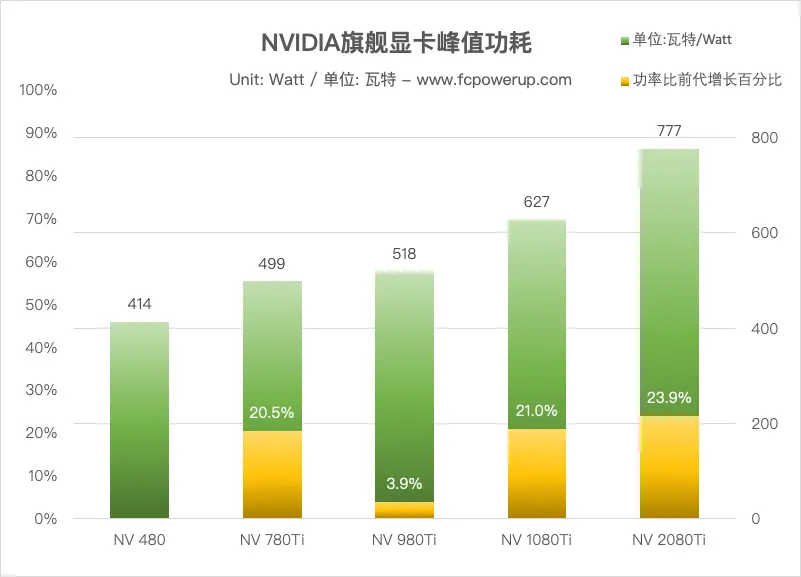 NVIDIA旗舰显卡峰值功耗
单位:瓦特/Watt
Unit: Watt / 单位: 瓦特 – www.fcpowerup.com
功率比前代增长百分比
100%
90%
80%
70%
60%
50%
40%
30%
20%
10%
0%
414
499
518
627
777
20.5%
3.9%
21.0%
23.9%
800
600
400
200
0
NV 480
NV 780Ti
NV 980Ti
NV 1080Ti
NV 2080Ti